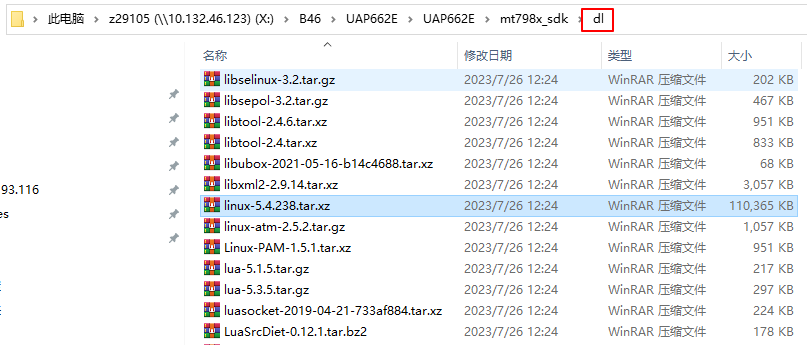 此电脑 > z29105 (\\10.132.46.123) (X:) > B46 > UAP662E > UAP662E > mt798x_sdk > dl
名称 修改日期 类型 大小
libselinux-3.2.tar.gz 2023/7/26 12:24 WinRAR 压缩文件 202 KB
libsepol-3.2.tar.gz 2023/7/26 12:24 WinRAR 压缩文件 467 KB
libtool-2.4.6.tar.xz 2023/7/26 12:24 WinRAR 压缩文件 951 KB
libtool-2.4.tar.xz 2023/7/26 12:24 WinRAR 压缩文件 833 KB
libubox-2021-05-16-b14c4688.tar.xz 2023/7/26 12:24 WinRAR 压缩文件 68 KB
93.116 libxml2-2.9.14.tar.xz 2023/7/26 12:24 WinRAR 压缩文件 3,057 KB
es linux-5.4.238.tar.xz 2023/7/26 12:24 WinRAR 压缩文件 110,365 KB
linux-atm-2.5.2.tar.gz 2023/7/26 12:24 WinRAR 压缩文件 1,057 KB
Linux-PAM-1.5.1.tar.xz 2023/7/26 12:24 WinRAR 压缩文件 951 KB
lua-5.1.5.tar.gz 2023/7/26 12:24 WinRAR 压缩文件 217 KB
lua-5.3.5.tar.gz 2023/7/26 12:24 WinRAR 压缩文件 297 KB
luasocket-2019-04-21-733af884.tar.xz 2023/7/26 12:24 WinRAR 压缩文件 224 KB
LuaSrcDiet-0.12.1.tar.bz2 2023/7/26 12:24 WinRAR 压缩文件 178 KB